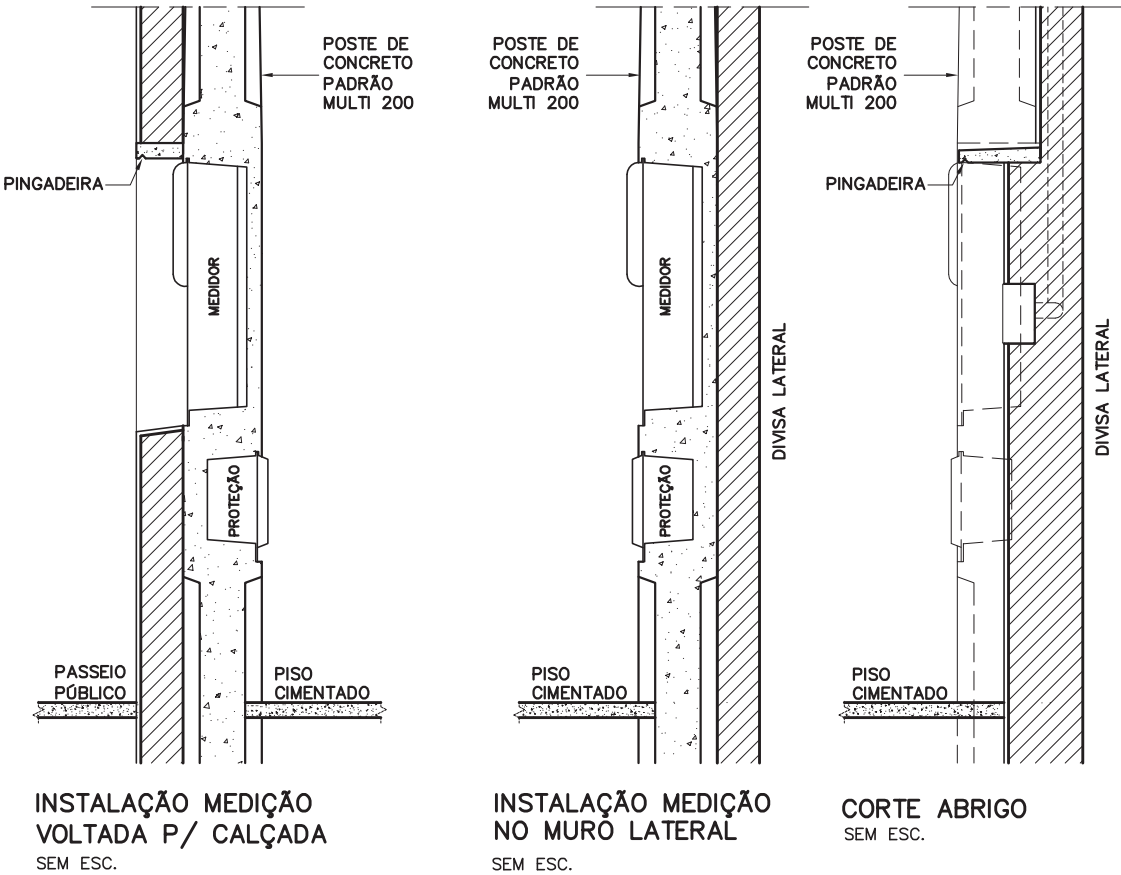 POSTE DE
CONCRETO
PADRÃO
MULTI 200
PINGADEIRA
MEDIDOR
PROTEÇÃO
PASSEIO
PÚBLICO
PISO
CIMENTADO
INSTALAÇÃO MEDIÇÃO
VOLTADA P/ CALÇADA
SEM ESC.
POSTE DE
CONCRETO
PADRÃO
MULTI 200
MEDIDOR
DIVISA LATERAL
PROTEÇÃO
PISO
CIMENTADO
INSTALAÇÃO MEDIÇÃO
NO MURO LATERAL
SEM ESC.
POSTE DE
CONCRETO
PADRÃO
MULTI 200
PINGADEIRA
DIVISA LATERAL
PISO
CIMENTADO
CORTE ABRIGO
SEM ESC.